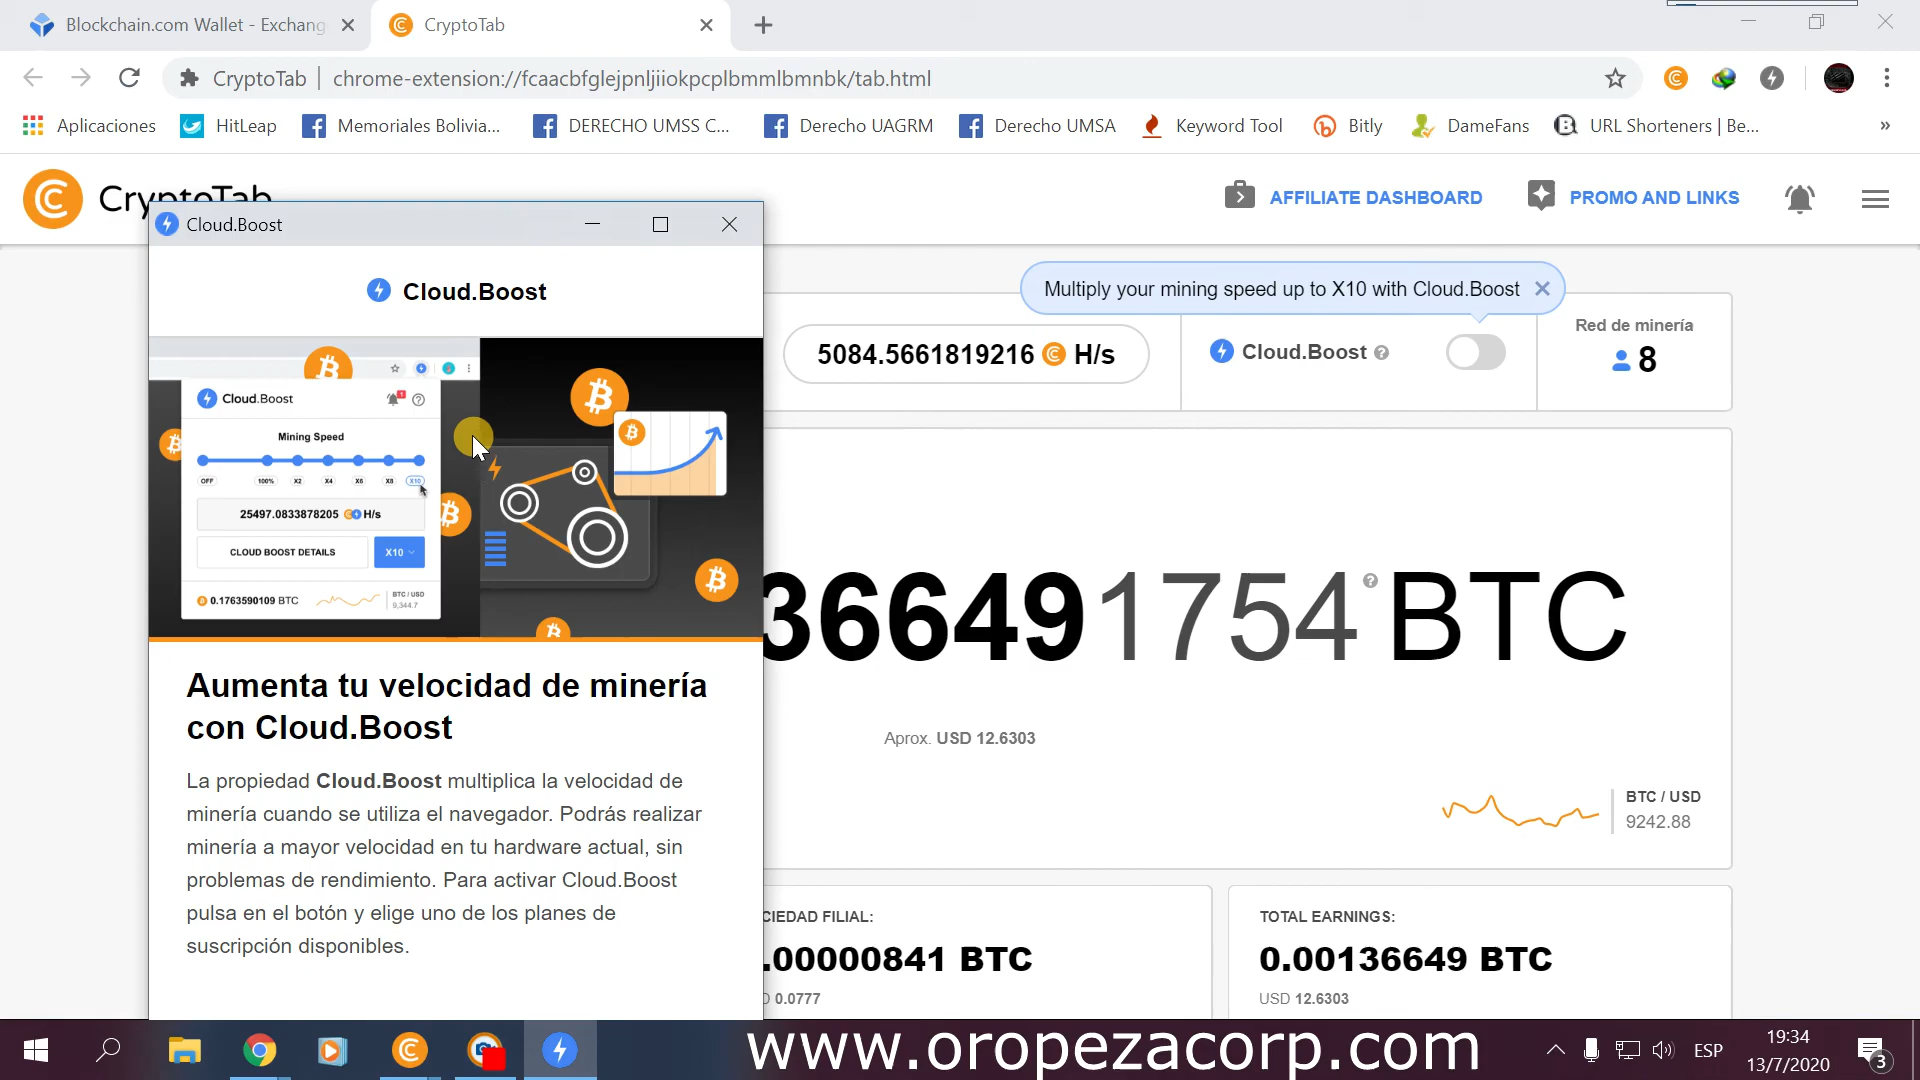 Blockchain.com Wallet - Exchang
CryptoTab
CryptoTab
chrome-extension://fcaacbfglejpnljiiokpcplbmmlbmnbk/tab.html
Aplicaciones
HitLeap
Memoriales Bolivia...
DERECHO UMSS C...
Derecho UAGRM
Derecho UMSA
Keyword Tool
Bitly
DameFans
URL Shorteners | Be...
»
CryptoTab
AFFILIATE DASHBOARD
PROMO AND LINKS
Cloud.Boost
Cloud.Boost
Multiply your mining speed up to X10 with Cloud.Boost
5084.5661819216 H/s
Cloud.Boost
Red de minería
8
Cloud.Boost
Mining Speed
OFF 100% X2 X4 X6 X8 X10
25497.0833878205 H/s
CLOUD BOOST DETAILS
X10
0.1763590109 BTC
BTC / USD
9,344.7
366491754 BTC
Aprox. USD 12.6303
BTC / USD
9242.88
Aumenta tu velocidad de minería
con Cloud.Boost
La propiedad Cloud.Boost multiplica la velocidad de
minería cuando se utiliza el navegador. Podrás realizar
minería a mayor velocidad en tu hardware actual, sin
problemas de rendimiento. Para activar Cloud.Boost
pulsa en el botón y elige uno de los planes de
suscripción disponibles.
CIEDAD FILIAL:
.00000841 BTC
D 0.0777
TOTAL EARNINGS:
0.00136649 BTC
USD 12.6303
www.oropezacorp.com
ESP
19:34
13/7/2020
3